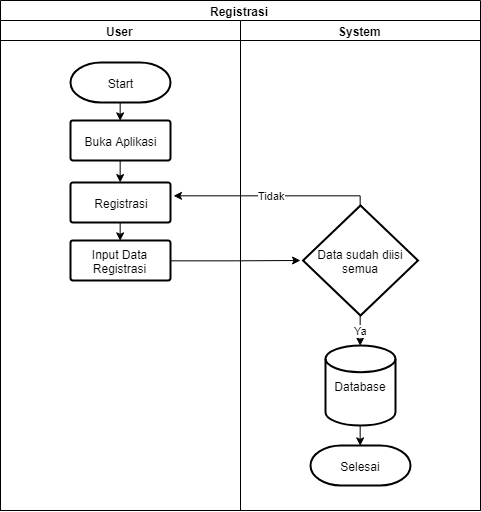 Registrasi
User
System
Start
Buka Aplikasi
Registrasi
Tidak
Input Data
Registrasi
Data sudah diisi
semua
Ya
Database
Selesai